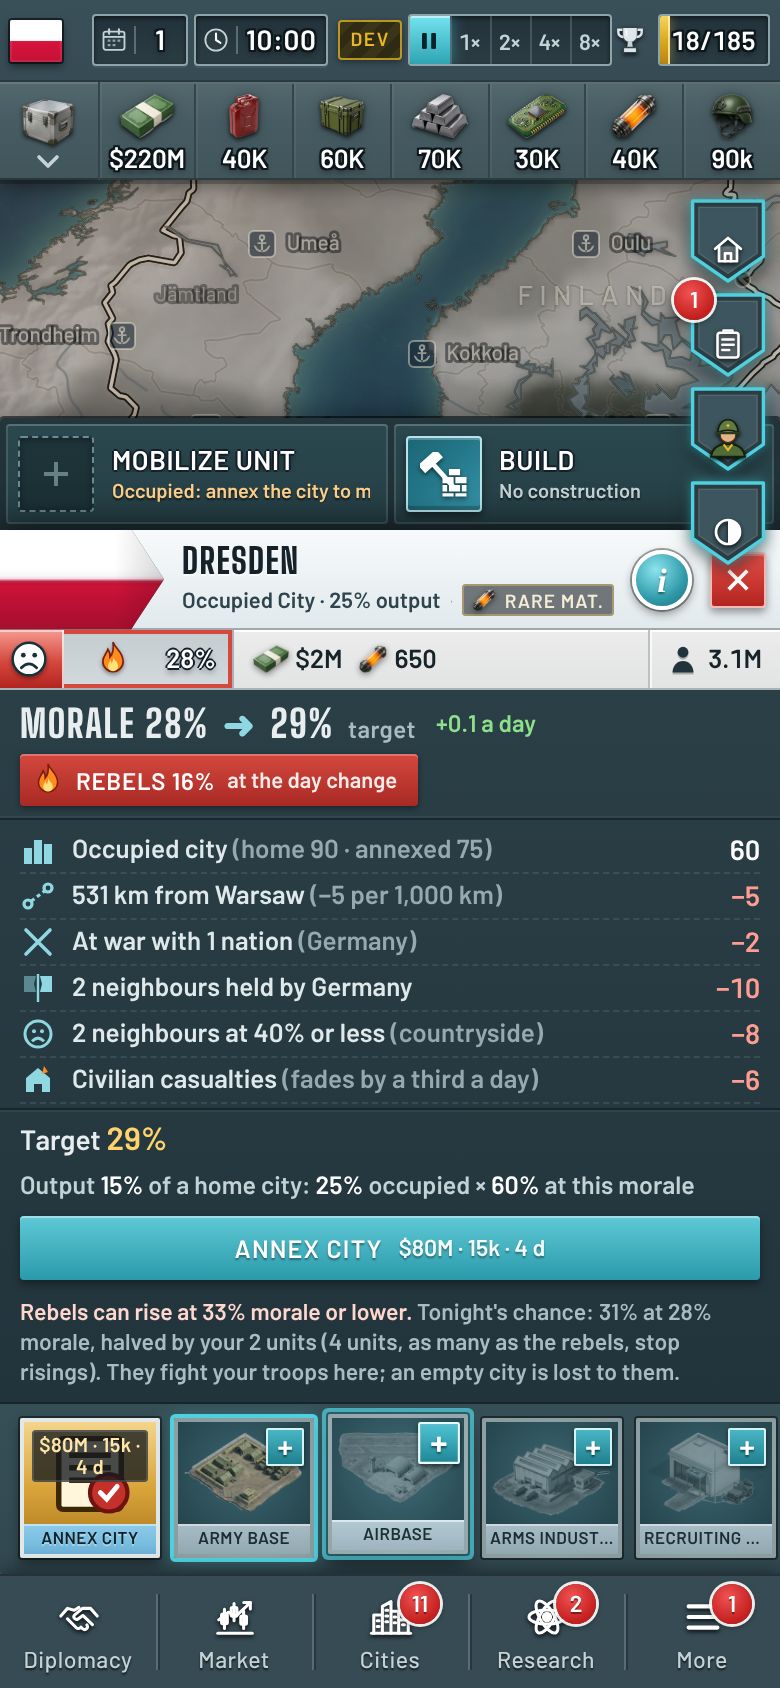 1
10:00
DEV
1×
2×
4×
8×
18/185
$220M
40K
60K
70K
30K
40K
90k
Umeå
Oulu
Jämtland
FINLAND
1
Trondheim
Kokkola
MOBILIZE UNIT
Occupied: annex the city to m
BUILD
No construction
DRESDEN
Occupied City · 25% output ·
RARE MAT.
i
28%
$2M
650
3.1M
MORALE 28% → 29% target +0.1 a day
REBELS 16% at the day change
Occupied city (home 90 · annexed 75) 60
531 km from Warsaw (−5 per 1,000 km) −5
At war with 1 nation (Germany) −2
2 neighbours held by Germany −10
2 neighbours at 40% or less (countryside) −8
Civilian casualties (fades by a third a day) −6
Target 29%
Output 15% of a home city: 25% occupied × 60% at this morale
ANNEX CITY $80M · 15k · 4 d
Rebels can rise at 33% morale or lower. Tonight's chance: 31% at 28%
morale, halved by your 2 units (4 units, as many as the rebels, stop
risings). They fight your troops here; an empty city is lost to them.
$80M · 15k ·
4 d
ANNEX CITY
ARMY BASE
AIRBASE
ARMS INDUST...
RECRUITING ...
11
2
1
Diplomacy
Market
Cities
Research
More